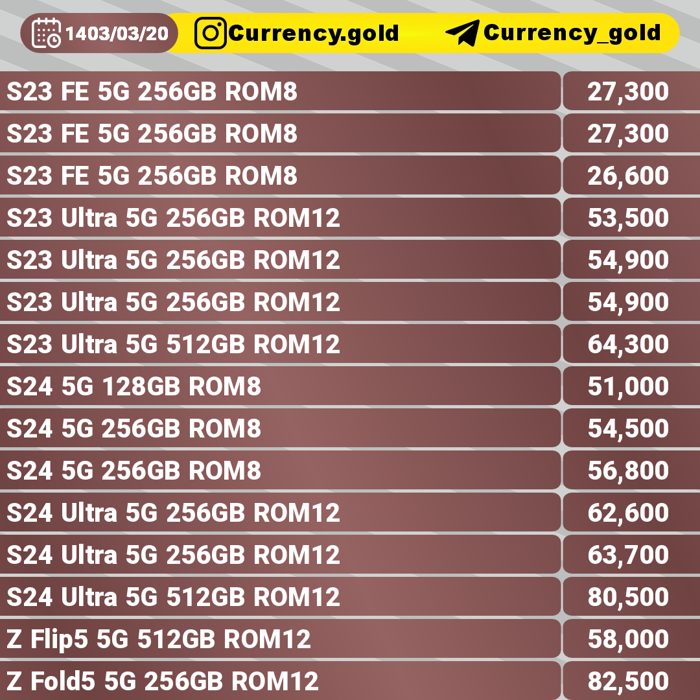 1403/03/20 Currency.gold Currency_gold
S23 FE 5G 256GB ROM8 27,300
S23 FE 5G 256GB ROM8 27,300
S23 FE 5G 256GB ROM8 26,600
S23 Ultra 5G 256GB ROM12 53,500
S23 Ultra 5G 256GB ROM12 54,900
S23 Ultra 5G 256GB ROM12 54,900
S23 Ultra 5G 512GB ROM12 64,300
S24 5G 128GB ROM8 51,000
S24 5G 256GB ROM8 54,500
S24 5G 256GB ROM8 56,800
S24 Ultra 5G 256GB ROM12 62,600
S24 Ultra 5G 256GB ROM12 63,700
S24 Ultra 5G 512GB ROM12 80,500
Z Flip5 5G 512GB ROM12 58,000
Z Fold5 5G 256GB ROM12 82,500